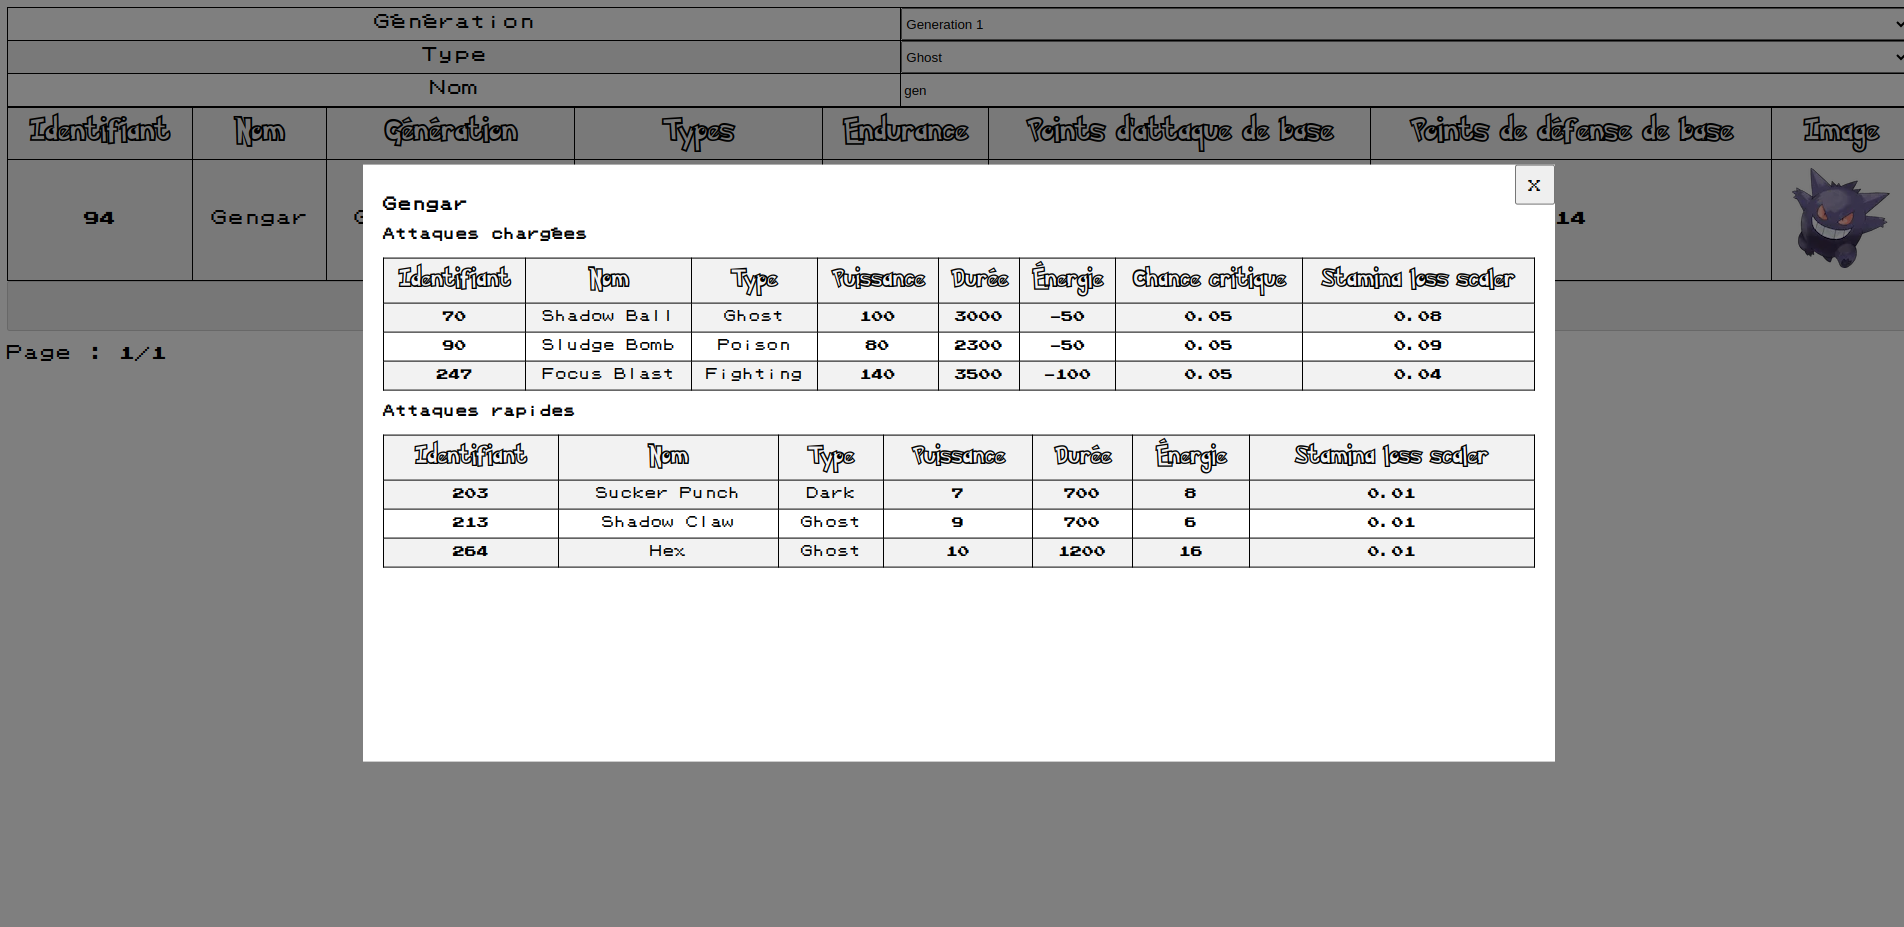 Génération Generation 1
Type Ghost
Nom gen
Identifiant Nom Génération Types Endurance Points d'attaque de base Points de défense de base Image
94 Gengar G 14
Page : 1/1
X
Gengar
Attaques chargées
Identifiant Nom Type Puissance Durée Énergie Chance critique Stamina loss scaler
70 Shadow Ball Ghost 100 3000 -50 0.05 0.08
90 Sludge Bomb Poison 80 2300 -50 0.05 0.09
247 Focus Blast Fighting 140 3500 -100 0.05 0.04
Attaques rapides
Identifiant Nom Type Puissance Durée Énergie Stamina loss scaler
203 Sucker Punch Dark 7 700 8 0.01
213 Shadow Claw Ghost 9 700 6 0.01
264 Hex Ghost 10 1200 16 0.01